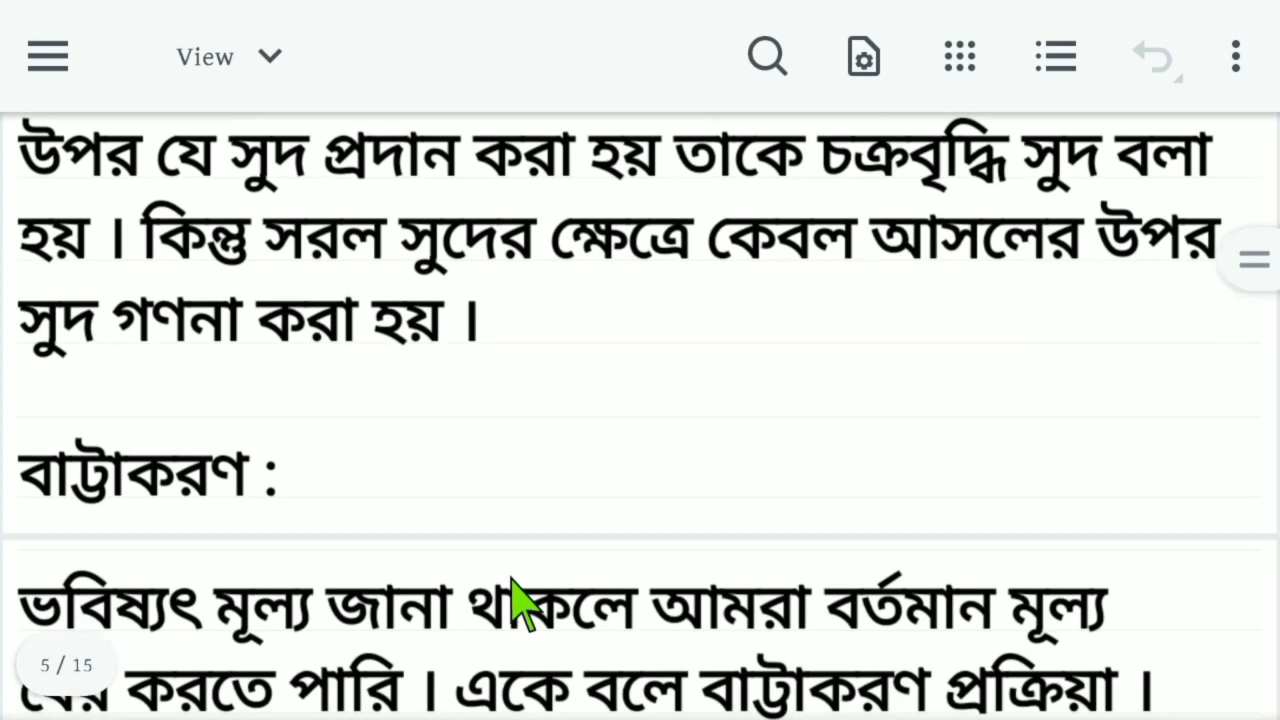 View
উপর যে সুদ প্রদান করা হয় তাকে চক্রবৃদ্ধি সুদ বলা
হয় । কিন্তু সরল সুদের ক্ষেত্রে কেবল আসলের উপর
সুদ গণনা করা হয় ।
বাট্টাকরণ :
ভবিষ্যৎ মূল্য জানা থাকলে আমরা বর্তমান মূল্য
5 / 15
বের করতে পারি । একে বলে বাট্টাকরণ প্রক্রিয়া ।